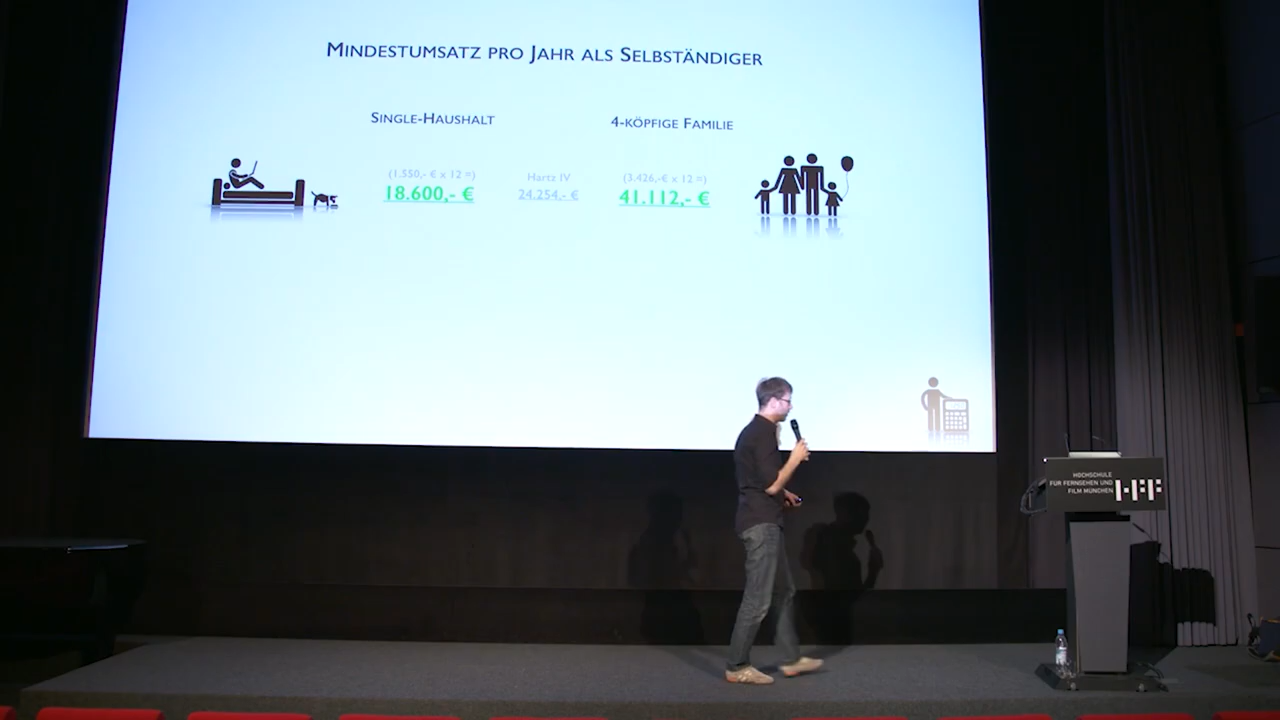 Mindestumsatz pro Jahr als Selbständiger
Single-Haushalt
4-köpfige Familie
(1.550,- € x 12 =)
18.600,- €
Hartz IV
24.254,- €
(3.426,-€ x 12 =)
41.112,- €
HOCHSCHULE
FÜR FERNSEHEN UND
FILM MÜNCHEN
HFF